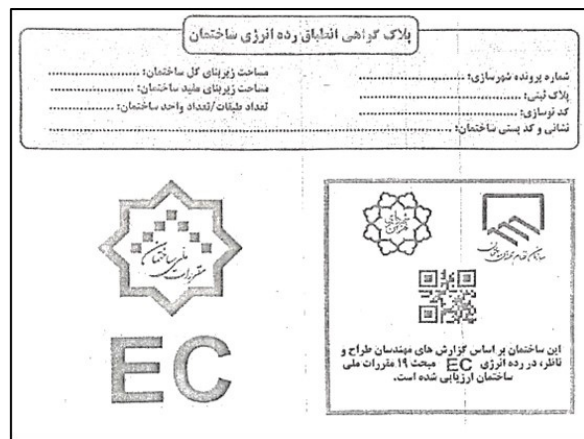 پلاک گواهی انطباق رده انرژی ساختمان
شماره پرونده شهرسازی: ........................
پلاک ثبتی: ........................
کد نوسازی: ........................
نشانی و کد پستی ساختمان: ........................
مساحت زیربنای کل ساختمان: ........................
مساحت زیربنای مفید ساختمان: ........................
تعداد طبقات/تعداد واحد ساختمان: ........................
مقررات ملی ساختمان
EC
این ساختمان بر اساس گزارش های مهندسان طراح و
ناظر، در رده انرژی EC مبحث ۱۹ مقررات ملی
ساختمان ارزیابی شده است.